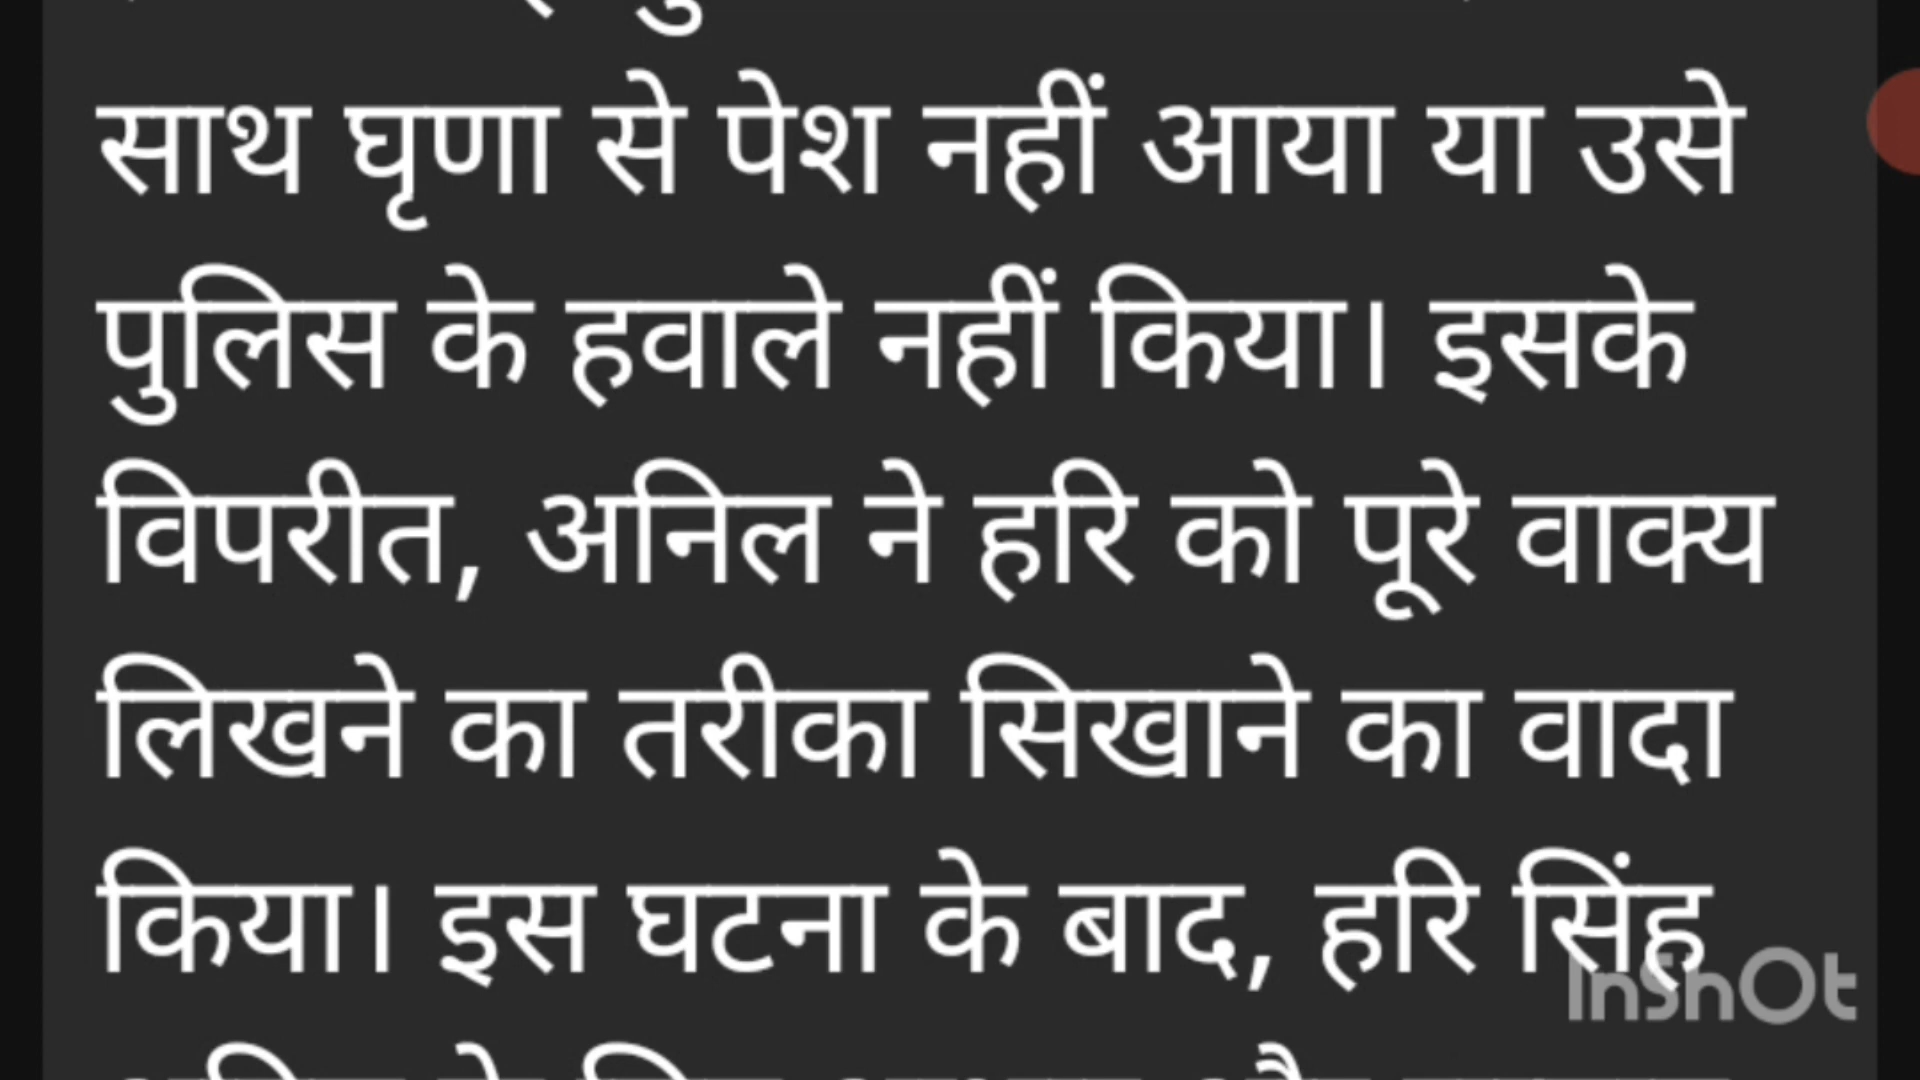 साथ घृणा से पेश नहीं आया या उसे
पुलिस के हवाले नहीं किया। इसके
विपरीत, अनिल ने हरि को पूरे वाक्य
लिखने का तरीका सिखाने का वादा
किया। इस घटना के बाद, हरि सिंह
InShOt